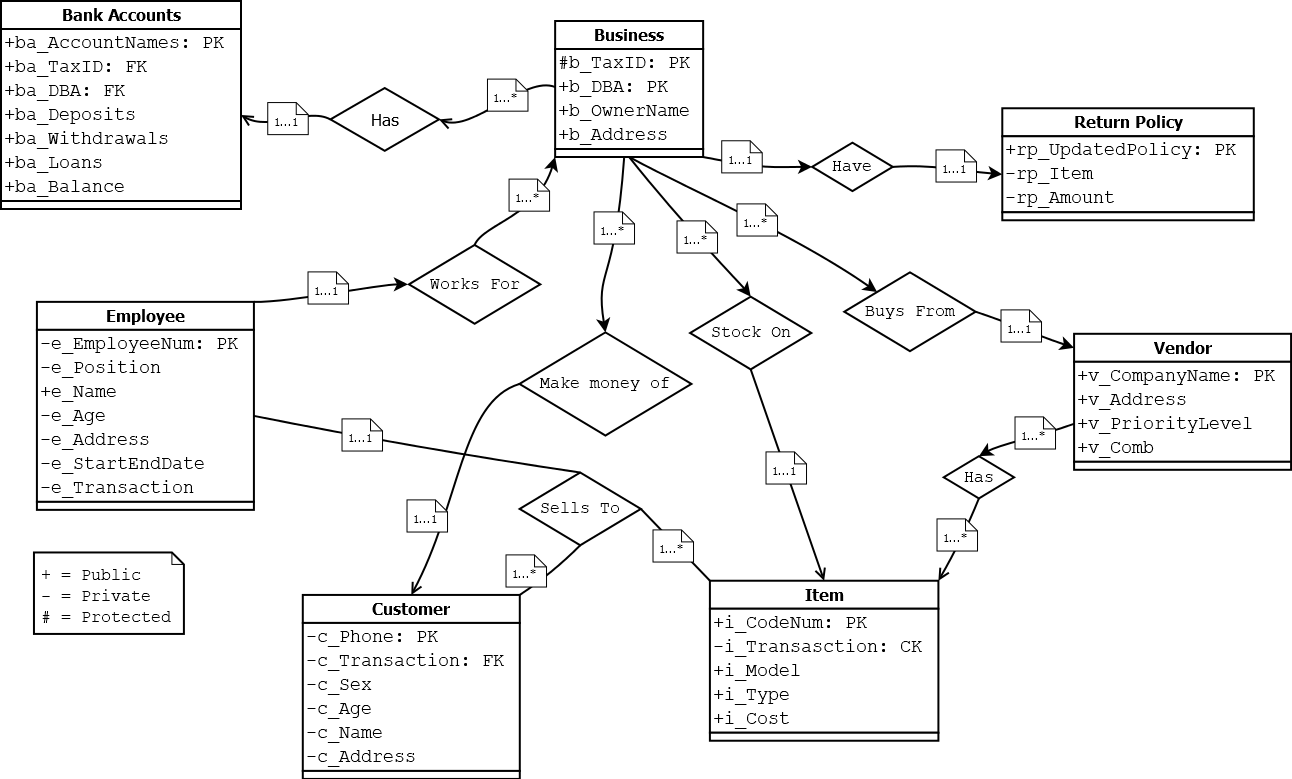 Bank Accounts
+ba_AccountNames: PK
+ba_TaxID: FK
+ba_DBA: FK
+ba_Deposits
+ba_Withdrawals
+ba_Loans
+ba_Balance
1...1
Has
1...*
Business
#b_TaxID: PK
+b_DBA: PK
+b_OwnerName
+b_Address
1...1
Have
1...1
Return Policy
+rp_UpdatedPolicy: PK
-rp_Item
-rp_Amount
1...*
1...*
1...*
1...*
1...1
Works For
Employee
-e_EmployeeNum: PK
-e_Position
+e_Name
-e_Age
-e_Address
-e_StartEndDate
-e_Transaction
Make money of
Stock On
Buys From
1...1
Vendor
+v_CompanyName: PK
+v_Address
+v_PriorityLevel
+v_Comb
1...1
1...1
1...1
1...*
Has
1...*
Sells To
1...*
1...*
+ = Public
- = Private
# = Protected
Customer
-c_Phone: PK
-c_Transaction: FK
-c_Sex
-c_Age
-c_Name
-c_Address
Item
+i_CodeNum: PK
-i_Transasction: CK
+i_Model
+i_Type
+i_Cost